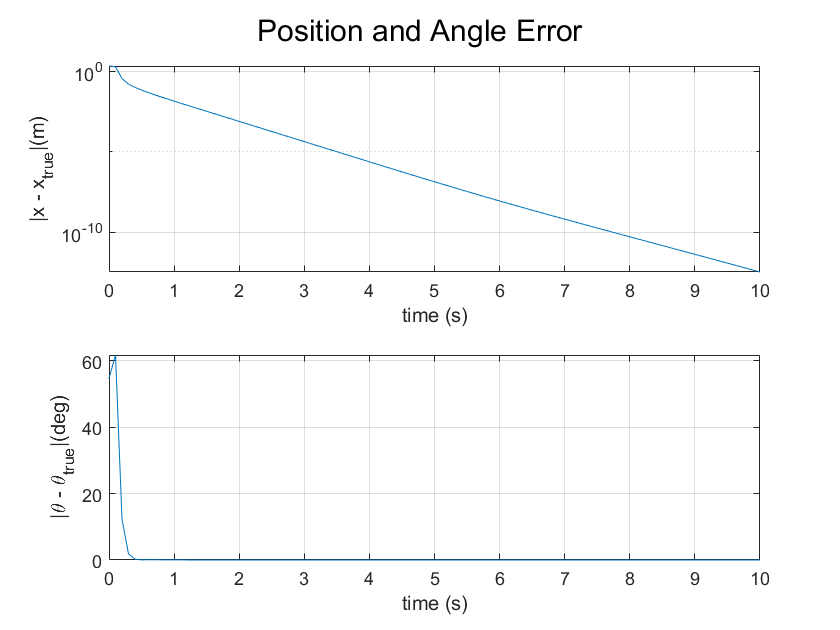 Position and Angle Error
10^0
10^-10
|x - x_true|(m)
0 1 2 3 4 5 6 7 8 9 10
time (s)
60
40
20
0
|θ - θ_true|(deg)
0 1 2 3 4 5 6 7 8 9 10
time (s)